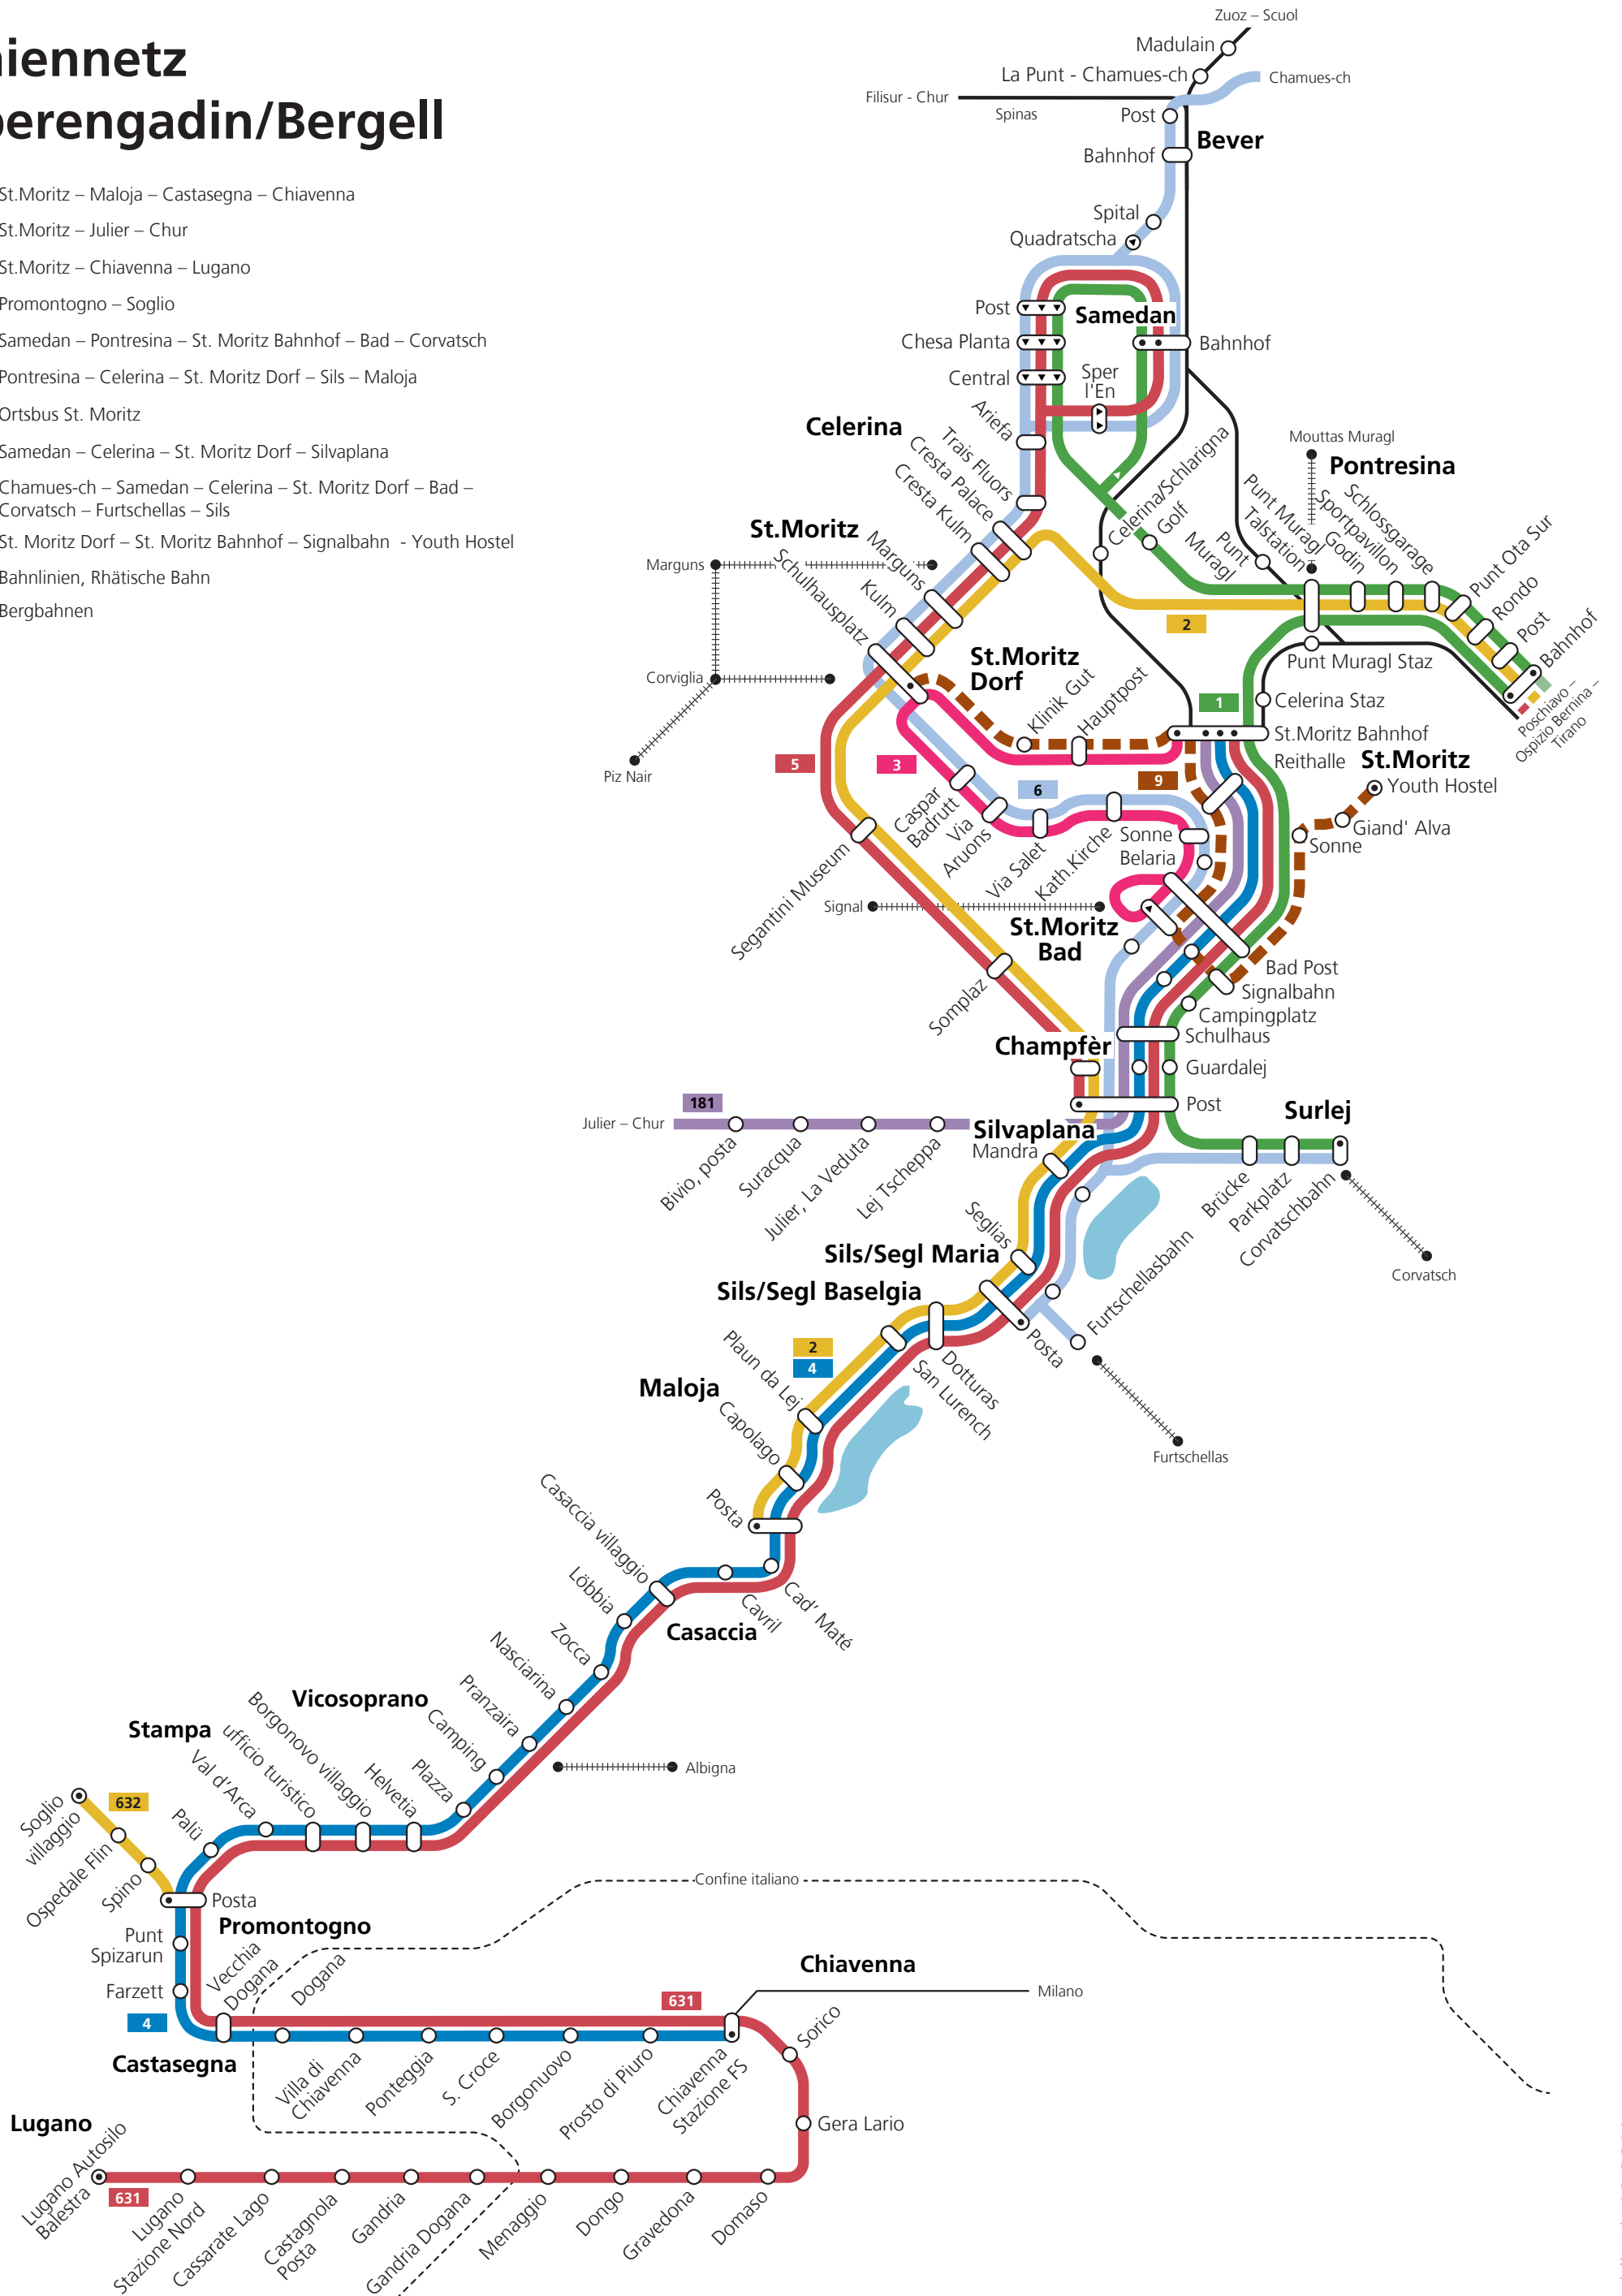 iennetz
erengadin/Bergell
St.Moritz – Maloja – Castasegna – Chiavenna
St.Moritz – Julier – Chur
St.Moritz – Chiavenna – Lugano
Promontogno – Soglio
Samedan – Pontresina – St. Moritz Bahnhof – Bad – Corvatsch
Pontresina – Celerina – St. Moritz Dorf – Sils – Maloja
Ortsbus St. Moritz
Samedan – Celerina – St. Moritz Dorf – Silvaplana
Chamues-ch – Samedan – Celerina – St. Moritz Dorf – Bad –
Corvatsch – Furtschellas – Sils
St. Moritz Dorf – St. Moritz Bahnhof – Signalbahn - Youth Hostel
Bahnlinien, Rhätische Bahn
Bergbahnen
Zuoz – Scuol
Madulain
La Punt - Chamues-ch
Chamues-ch
Filisur - Chur
Spinas
Post
Bever
Bahnhof
Spital
Quadratscha
Post
Samedan
Chesa Planta
Bahnhof
Central
Sper
l'En
Ariefa
Celerina
Trais Fluors
Cresta Palace
Cresta Kulm
Celerina/Schlarigna
Golf
Mouttas Muragl
Pontresina
Punt
Muragl
Punt Muragl
Talstation
Godin
Sportpavillon
Schlossgarage
Punt Ota Sur
Rondo
Post
Bahnhof
St.Moritz
Marguns
Marguns
Kulm
Schulhausplatz
2
Punt Muragl Staz
Poschiavo –
Ospizio Bernina –
Tirano
Corviglia
Piz Nair
St.Moritz
Dorf
Klinik Gut
Hauptpost
1
Celerina Staz
St.Moritz Bahnhof
Reithalle
St.Moritz
5
3
6
9
Youth Hostel
Giand' Alva
Sonne
Caspar
Badrutt
Via
Aruons
Via Salet
Kath.Kirche
Sonne
Belaria
Segantini Museum
Signal
St.Moritz
Bad
Bad Post
Signalbahn
Campingplatz
Somplaz
Schulhaus
Champfèr
Guardalej
181
Post
Surlej
Julier – Chur
Silvaplana
Mandra
Bivio, posta
Suracqua
Julier, La Veduta
Lej Tscheppa
Brücke
Parkplatz
Corvatschbahn
Corvatsch
Seglias
Sils/Segl Maria
Sils/Segl Baselgia
Furtschellasbahn
Posta
Furtschellas
2
4
Plaun da Lej
Dotturas
San Lurench
Maloja
Capolago
Posta
Casaccia villaggio
Cad’ Maté
Cavril
Casaccia
Löbbia
Zocca
Nasciarina
Pranzaira
Vicosoprano
Camping
Plazza
Albigna
Stampa
Helvetia
Borgonovo villaggio
ufficio turistico
Val d’Arca
Palü
632
Soglio
villaggio
Ospedale Flin
Spino
Posta
Promontogno
Punt
Spizarun
Farzett
4
Vecchia
Dogana
Dogana
Castasegna
Confine italiano
Chiavenna
631
Milano
Villa di
Chiavenna
Ponteggia
S. Croce
Borgonuovo
Prosto di Piuro
Chiavenna
Stazione FS
Sorico
Gera Lario
Lugano
Lugano Autosilo
Balestra
631
Lugano
Stazione Nord
Cassarate Lago
Castagnola
Posta
Gandria
Gandria Dogana
Menaggio
Dongo
Gravedona
Domaso